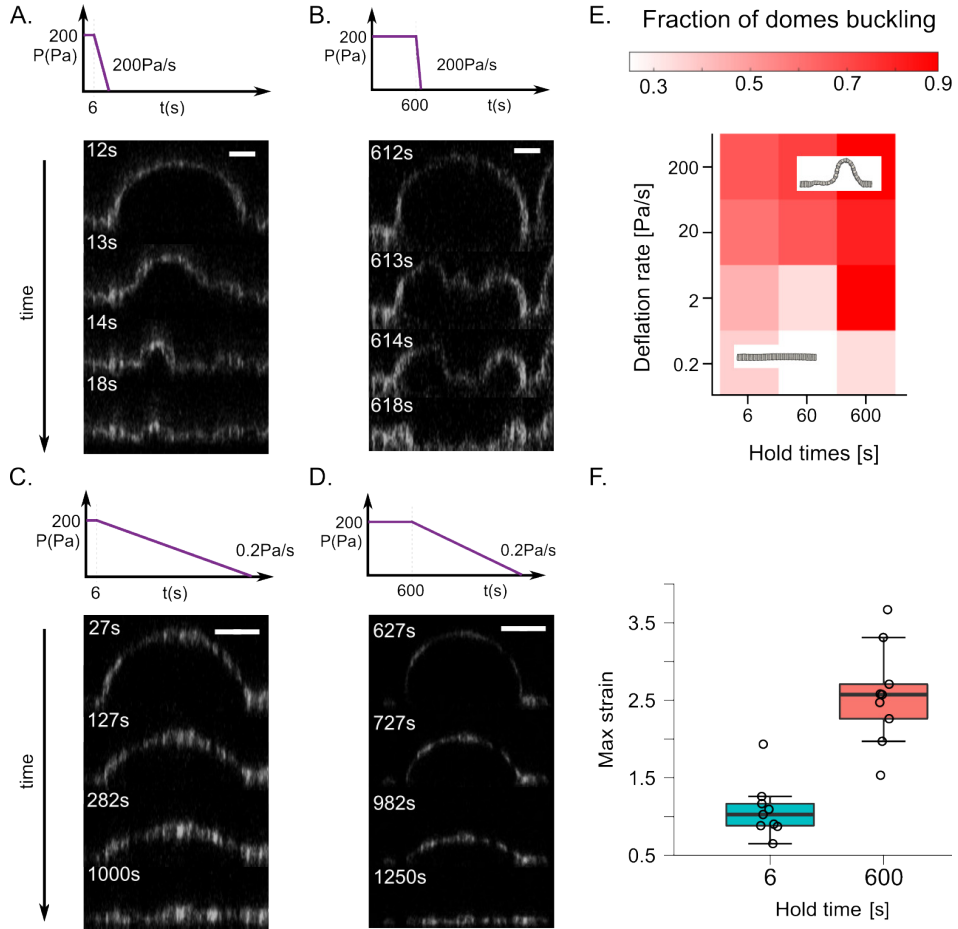 A.
200
P(Pa)
200Pa/s
6
t(s)
12s
13s
14s
18s
time
B.
200
P(Pa)
200Pa/s
600
t(s)
612s
613s
614s
618s
C.
200
P(Pa)
0.2Pa/s
6
t(s)
27s
127s
282s
1000s
time
D.
200
P(Pa)
0.2Pa/s
600
t(s)
627s
727s
982s
1250s
E.
Fraction of domes buckling
0.3 0.5 0.7 0.9
Deflation rate [Pa/s]
200
20
2
0.2
6 60 600
Hold times [s]
F.
Max strain
3.5
2.5
1.5
0.5
6 600
Hold time [s]